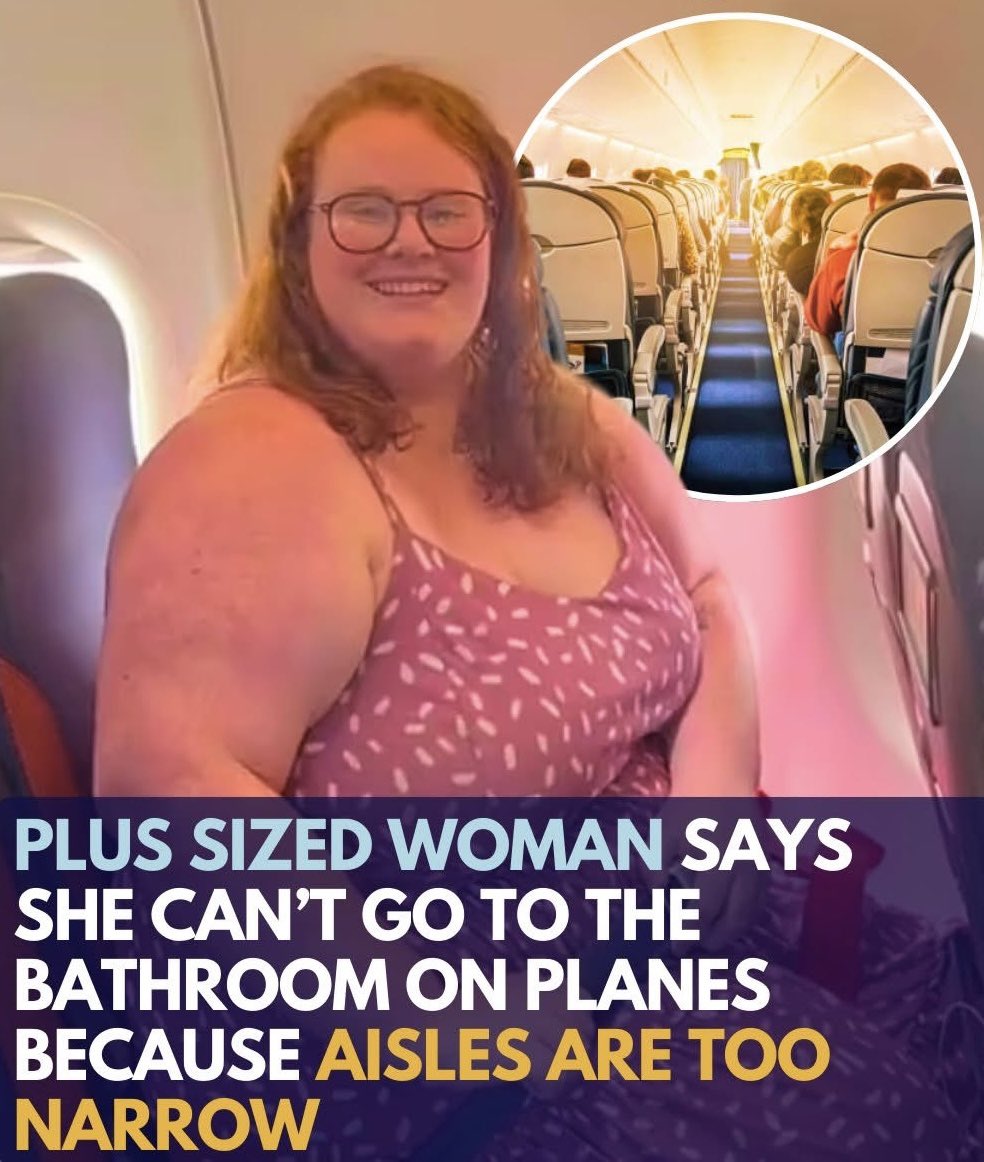 PLUS SIZED WOMAN SAYS
SHE CAN’T GO TO THE
BATHROOM ON PLANES
BECAUSE AISLES ARE TOO
NARROW